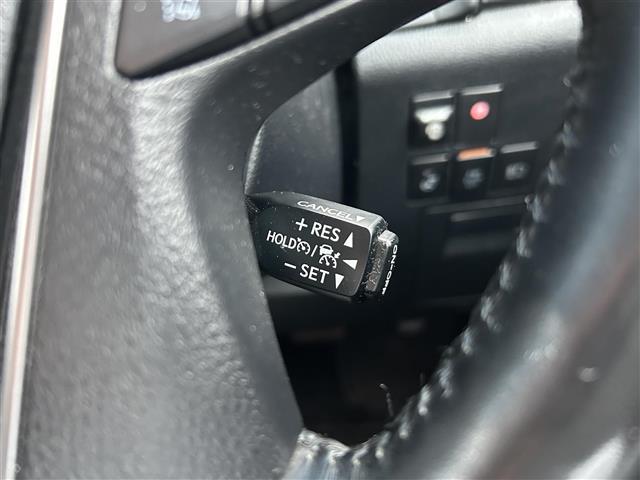 CANCEL
+ RES
HOLD /
− SET
ON-OFF